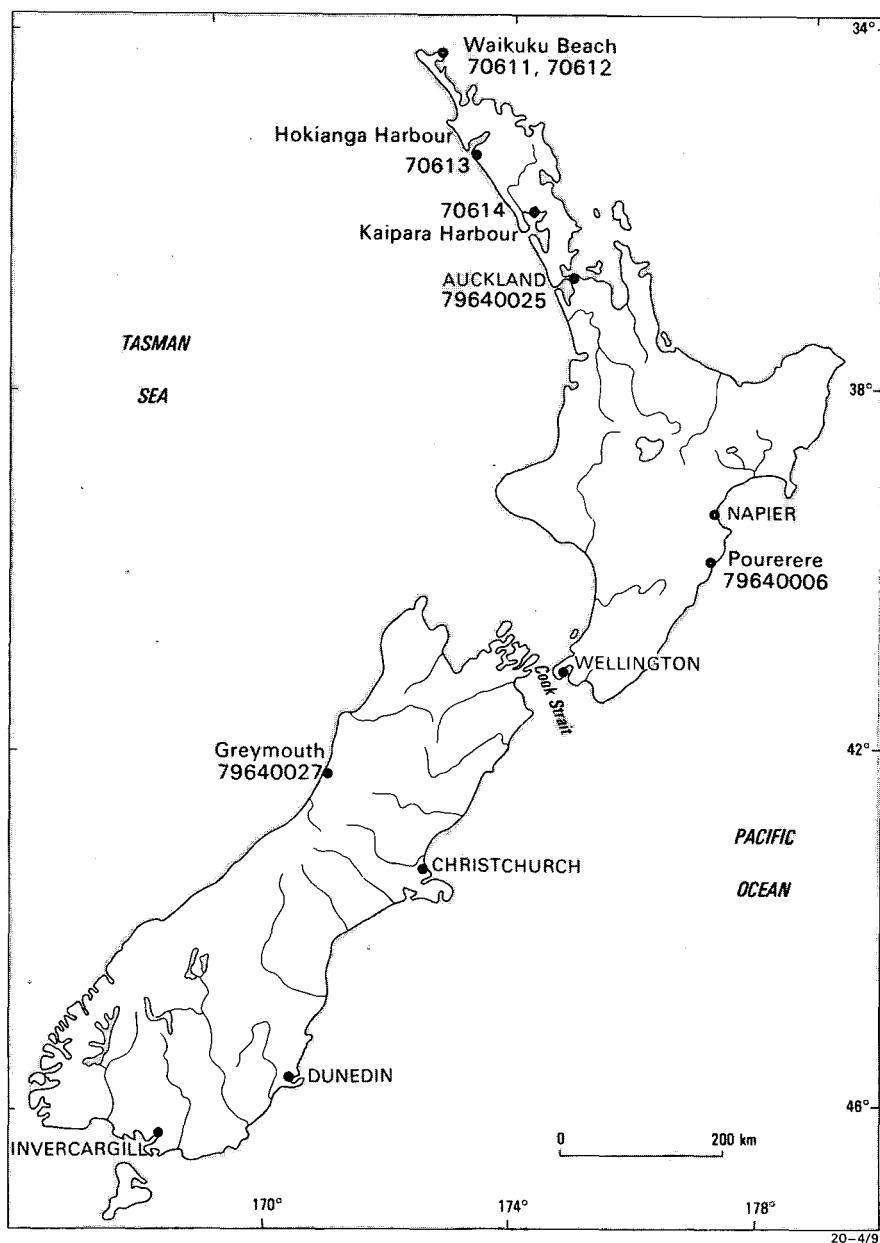 34°
Waikuku Beach
70611, 70612
Hokianga Harbour
70613
70614
Kaipara Harbour
AUCKLAND
79640025
TASMAN
SEA
38°
NAPIER
Pourerere
79640006
WELLINGTON
Cook Strait
Greymouth
79640027
42°
PACIFIC
OCEAN
CHRISTCHURCH
DUNEDIN
46°
INVERCARGILL
0 200 km
170° 174° 178°
20-4/9